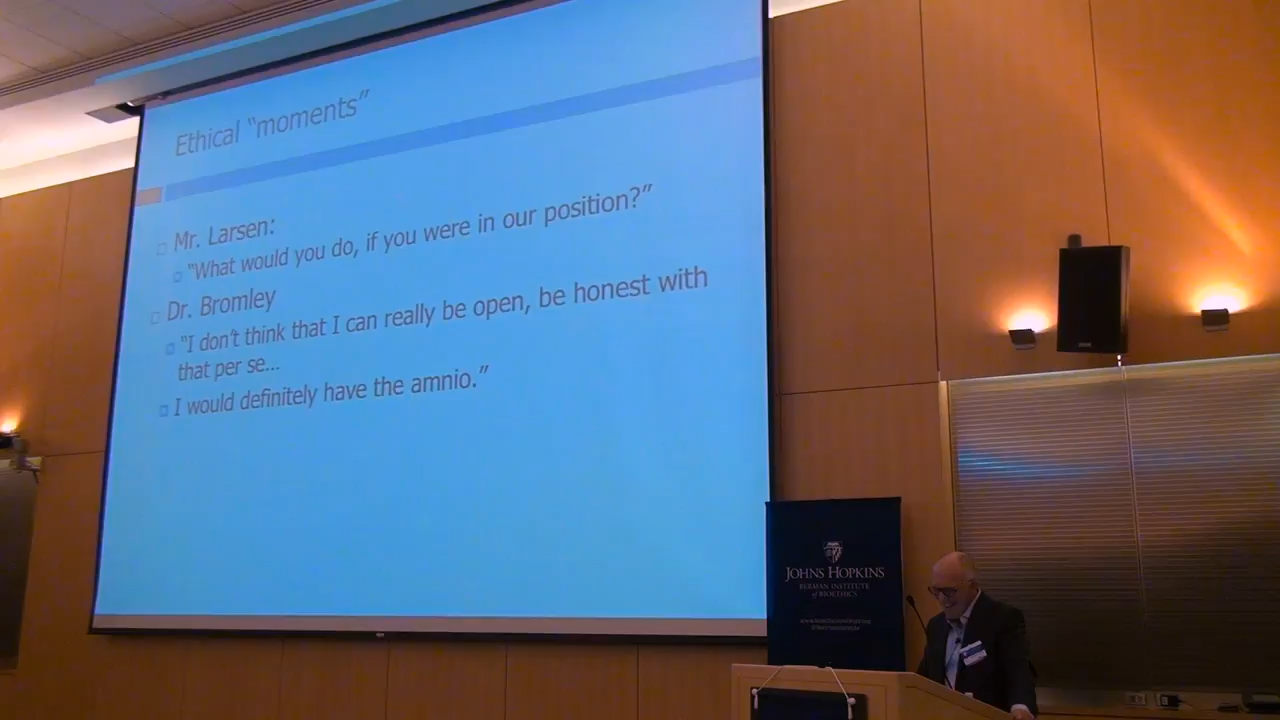 Ethical “moments”
Mr. Larsen:
“What would you do, if you were in our position?”
Dr. Bromley
“I don’t think that I can really be open, be honest with
that per se…
I would definitely have the amnio.”
JOHNS HOPKINS
BERMAN INSTITUTE
of BIOETHICS